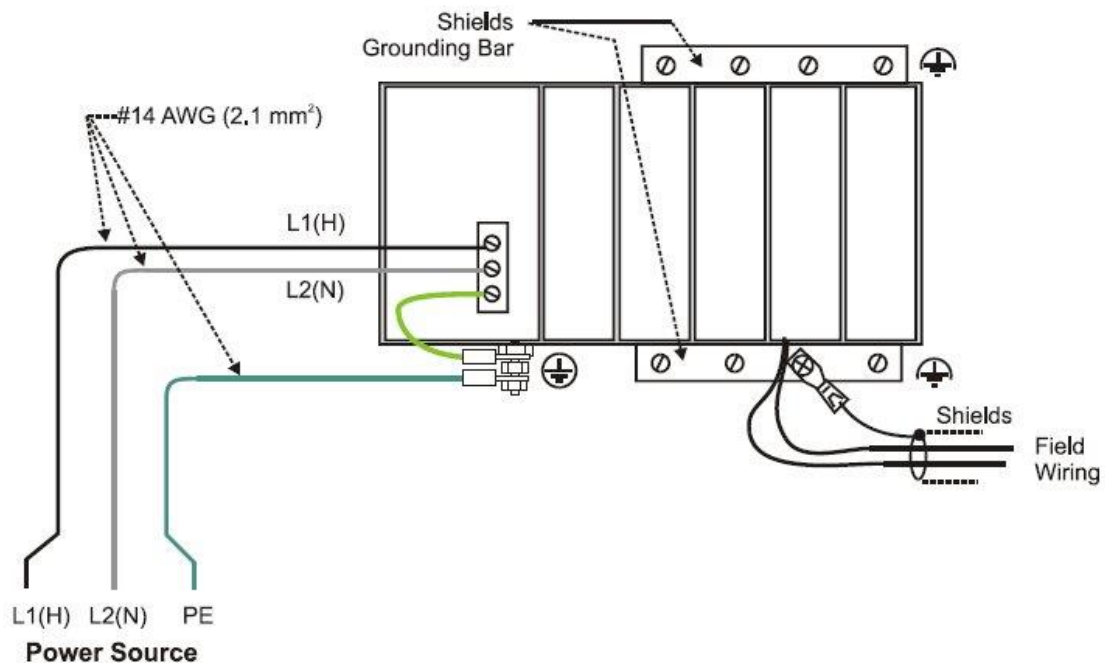 Shields
Grounding Bar
#14 AWG (2.1 mm²)
L1(H)
L2(N)
Shields
Field
Wiring
L1(H) L2(N) PE
Power Source